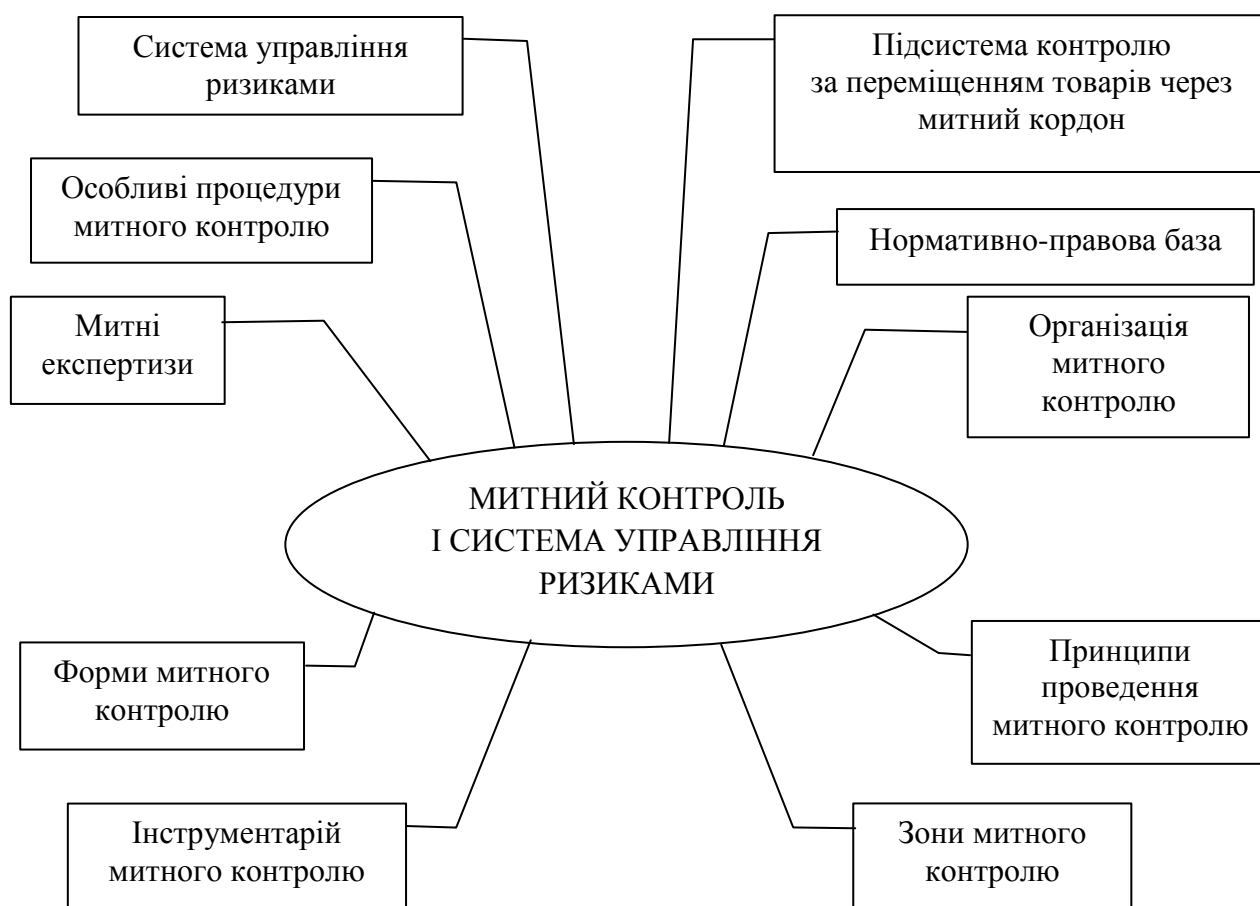 Система управління
ризиками
Підсистема контролю
за переміщенням товарів через
митний кордон
Особливі процедури
митного контролю
Нормативно-правова база
Митні
експертизи
Організація
митного
контролю
МИТНИЙ КОНТРОЛЬ
І СИСТЕМА УПРАВЛІННЯ
РИЗИКАМИ
Форми митного
контролю
Принципи
проведення
митного контролю
Інструментарій
митного контролю
Зони митного
контролю